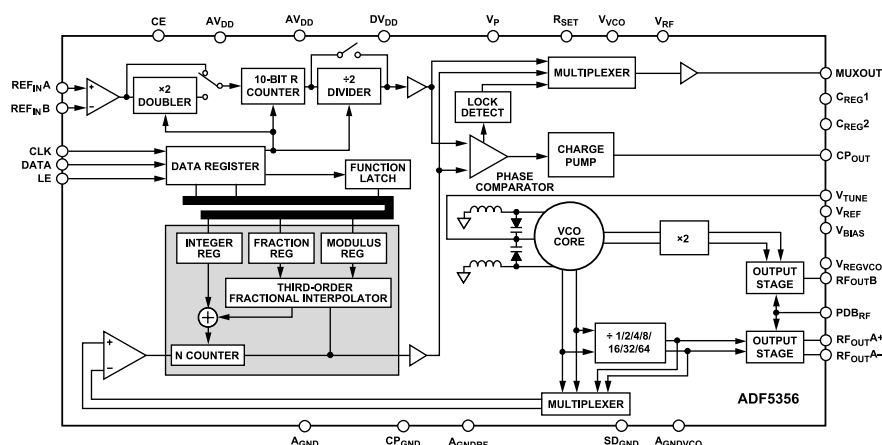 CE
AVDD
AVDD
DVDD
VP
RSET
VVCO
VRF
REFINA
REFINB
×2
DOUBLER
10-BIT R
COUNTER
÷2
DIVIDER
MULTIPLEXER
LOCK
DETECT
MUXOUT
CREG1
CREG2
CLK
DATA
LE
DATA REGISTER
FUNCTION
LATCH
PHASE
COMPARATOR
CHARGE
PUMP
CPOUT
VTUNE
VREF
VBIAS
VREGVCO
INTEGER
REG
FRACTION
REG
MODULUS
REG
THIRD-ORDER
FRACTIONAL INTERPOLATOR
VCO
CORE
×2
OUTPUT
STAGE
RFOUTB
PDBRF
+
−
N COUNTER
÷ 1/2/4/8/
16/32/64
OUTPUT
STAGE
RFOUTA+
RFOUTA−
MULTIPLEXER
ADF5356
AGND
CPGND
AGNDRF
SDGND
AGNDVCO